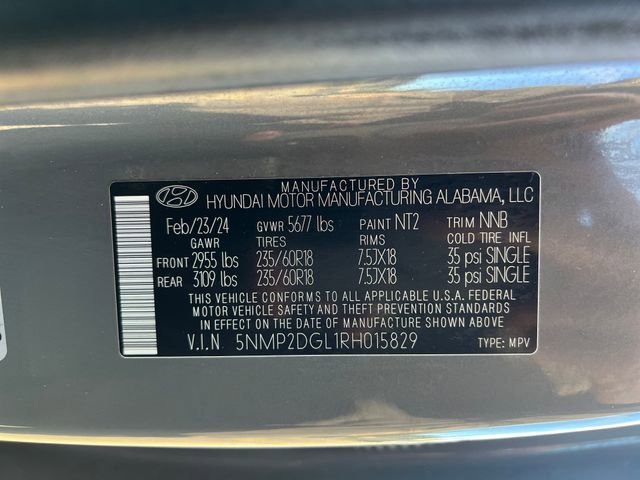 MANUFACTURED BY
HYUNDAI MOTOR MANUFACTURING ALABAMA, LLC
Feb/23/24 GVWR 5677 lbs PAINT NT2 TRIM NNB
GAWR TIRES RIMS COLD TIRE INFL
FRONT 2955 lbs 235/60R18 7.5JX18 35 psi SINGLE
REAR 3109 lbs 235/60R18 7.5JX18 35 psi SINGLE
THIS VEHICLE CONFORMS TO ALL APPLICABLE U.S.A. FEDERAL
MOTOR VEHICLE SAFETY AND THEFT PREVENTION STANDARDS
IN EFFECT ON THE DATE OF MANUFACTURE SHOWN ABOVE.
V.I.N. 5NMP2DGL1RH015829 TYPE: MPV